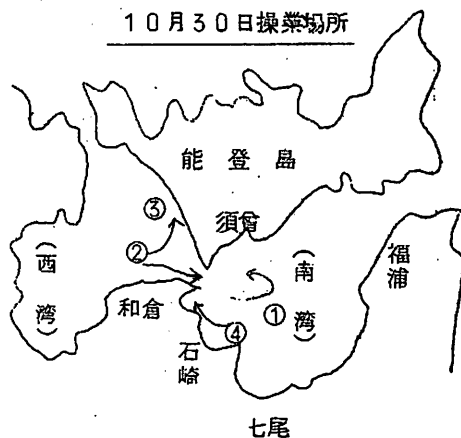 10月30日操業場所
能登島
③
須曾
②
(西湾)
(南湾)
福浦
和倉
①
④
石崎
七尾